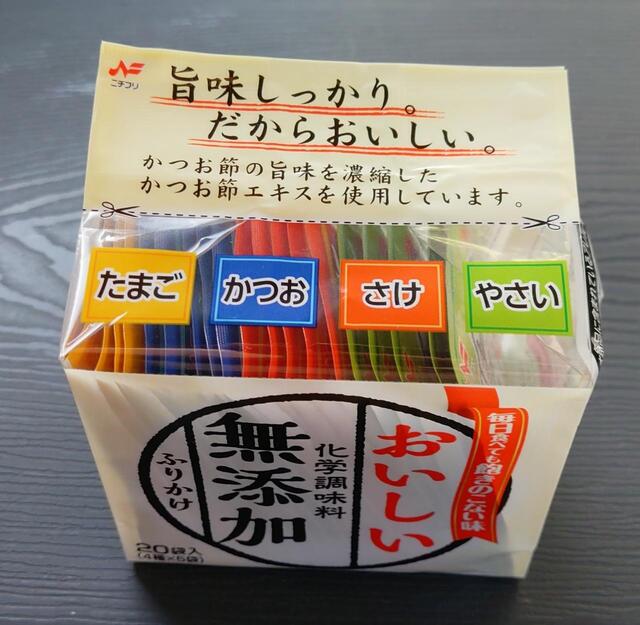 ニチフリ
旨味しっかり。
だからおいしい。
かつお節の旨味を濃縮した
かつお節エキスを使用しています。
たまご
かつお
さけ
やさい
毎日食べても飽きのこない味
おいしい
化学調味料
無添加
ふりかけ
20袋入
(4種×5袋)